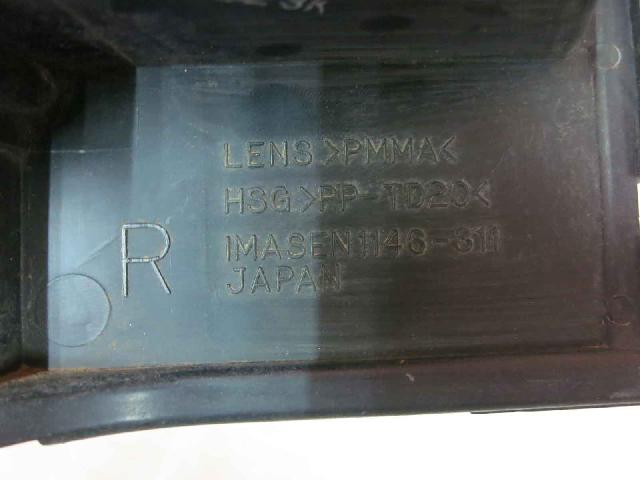 LENS >PMMA<
HSG >PP-TD20<
R
IMASEN 1146-311
JAPAN